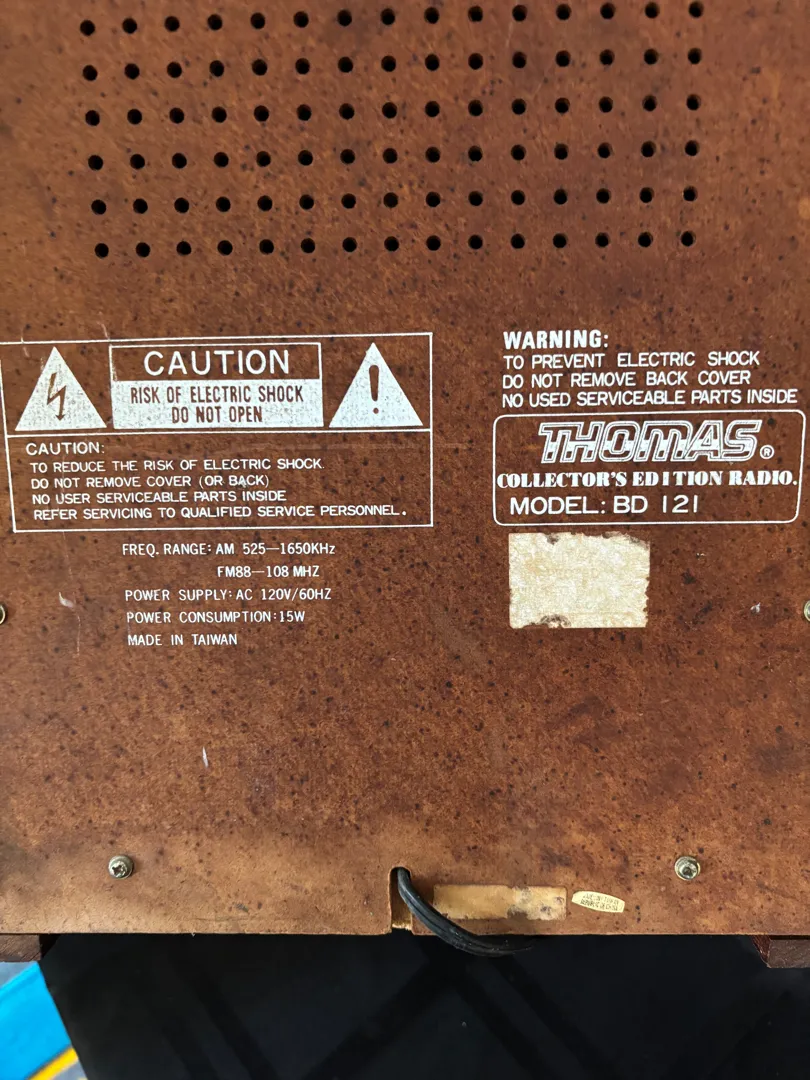 CAUTION
RISK OF ELECTRIC SHOCK
DO NOT OPEN
CAUTION:
TO REDUCE THE RISK OF ELECTRIC SHOCK.
DO NOT REMOVE COVER (OR BACK)
NO USER SERVICEABLE PARTS INSIDE
REFER SERVICING TO QUALIFIED SERVICE PERSONNEL.
FREQ. RANGE: AM 525—1650KHz
FM88—108 MHZ
POWER SUPPLY: AC 120V/60HZ
POWER CONSUMPTION:15W
MADE IN TAIWAN
WARNING:
TO PREVENT ELECTRIC SHOCK
DO NOT REMOVE BACK COVER
NO USED SERVICEABLE PARTS INSIDE
THOMAS®
COLLECTOR'S EDITION RADIO.
MODEL: BD 121